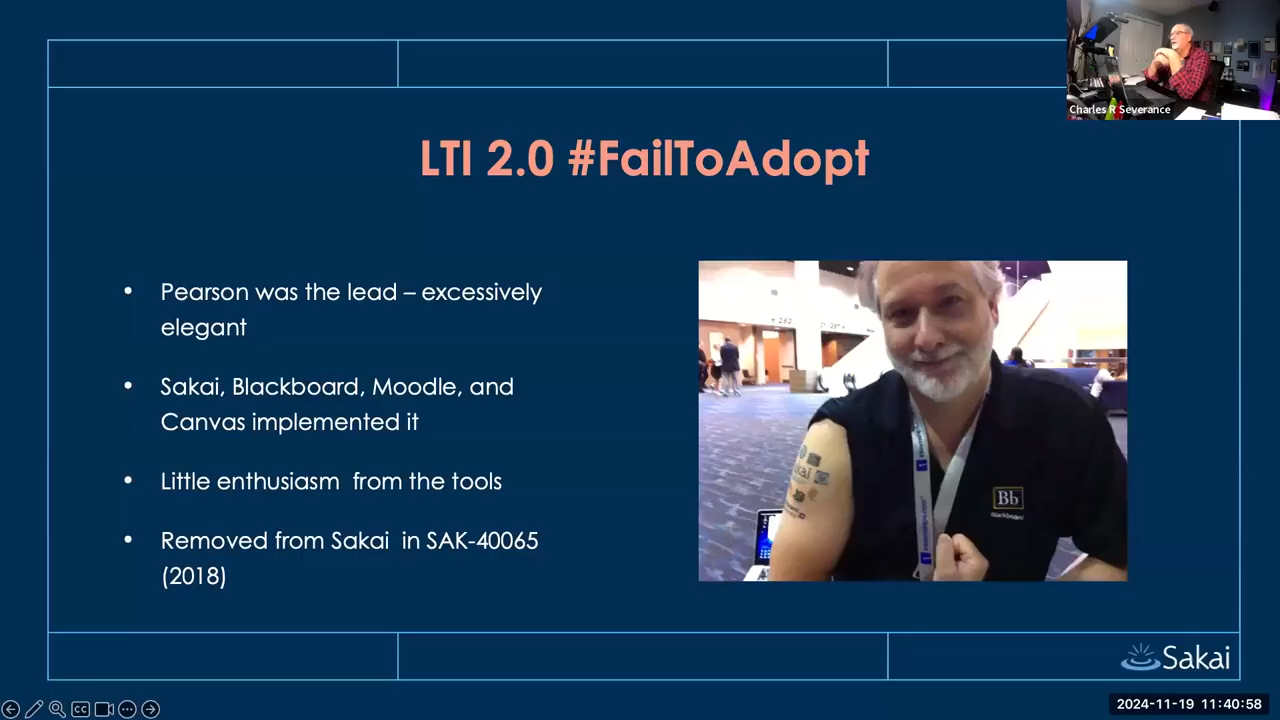 Charles R Severance
LTI 2.0 #FailToAdopt
• Pearson was the lead – excessively
elegant
• Sakai, Blackboard, Moodle, and
Canvas implemented it
• Little enthusiasm  from the tools
• Removed from Sakai  in SAK-40065
(2018)
Bb
Blackboard
Sakai
CC
2024-11-19 11:40:58